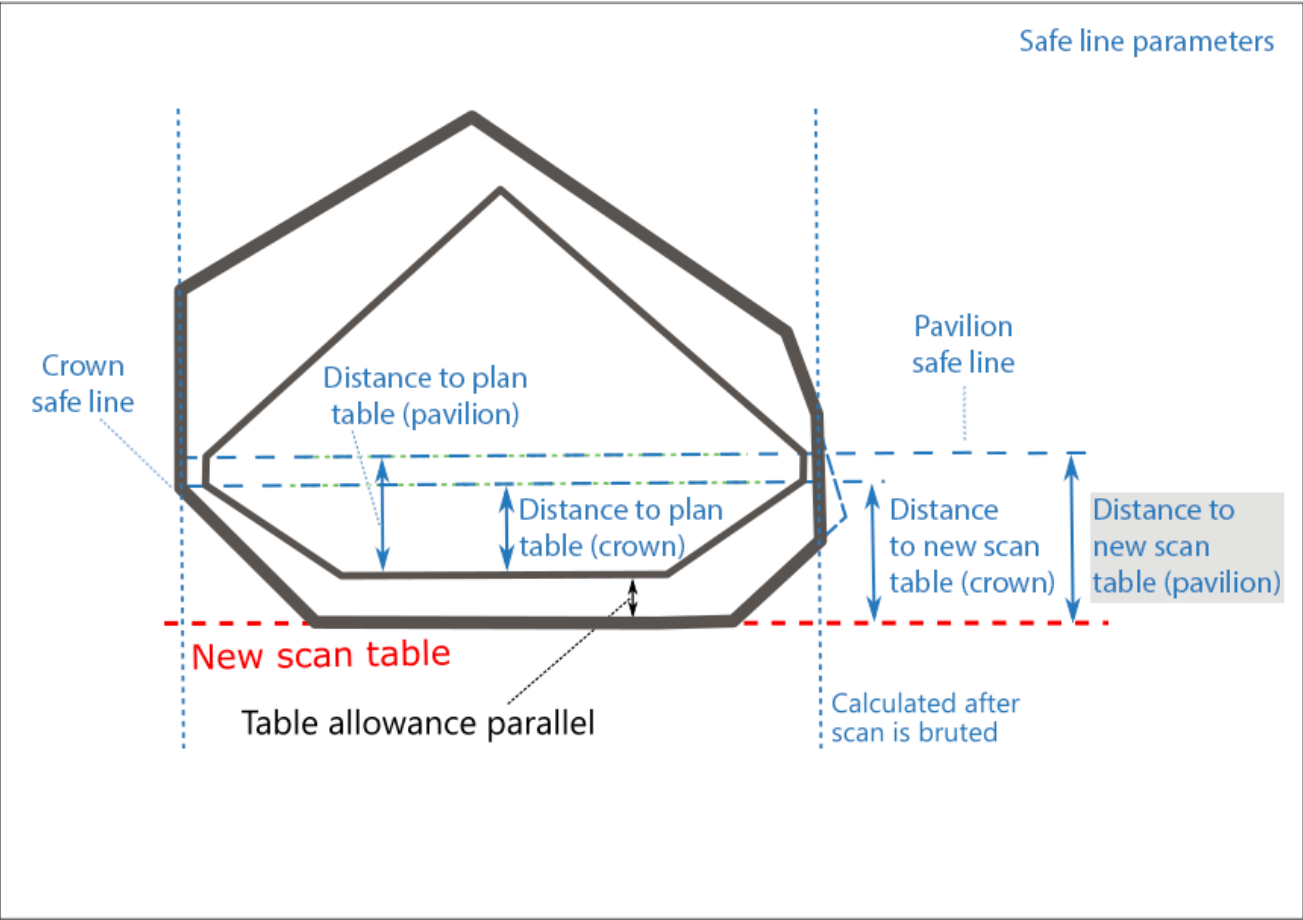 Safe line parameters
Pavilion
safe line
Crown
safe line
Distance to plan
table (pavilion)
Distance to plan
table (crown)
Distance
to new scan
table (crown)
Distance to
new scan
table (pavilion)
New scan table
Table allowance parallel
Calculated after
scan is bruted